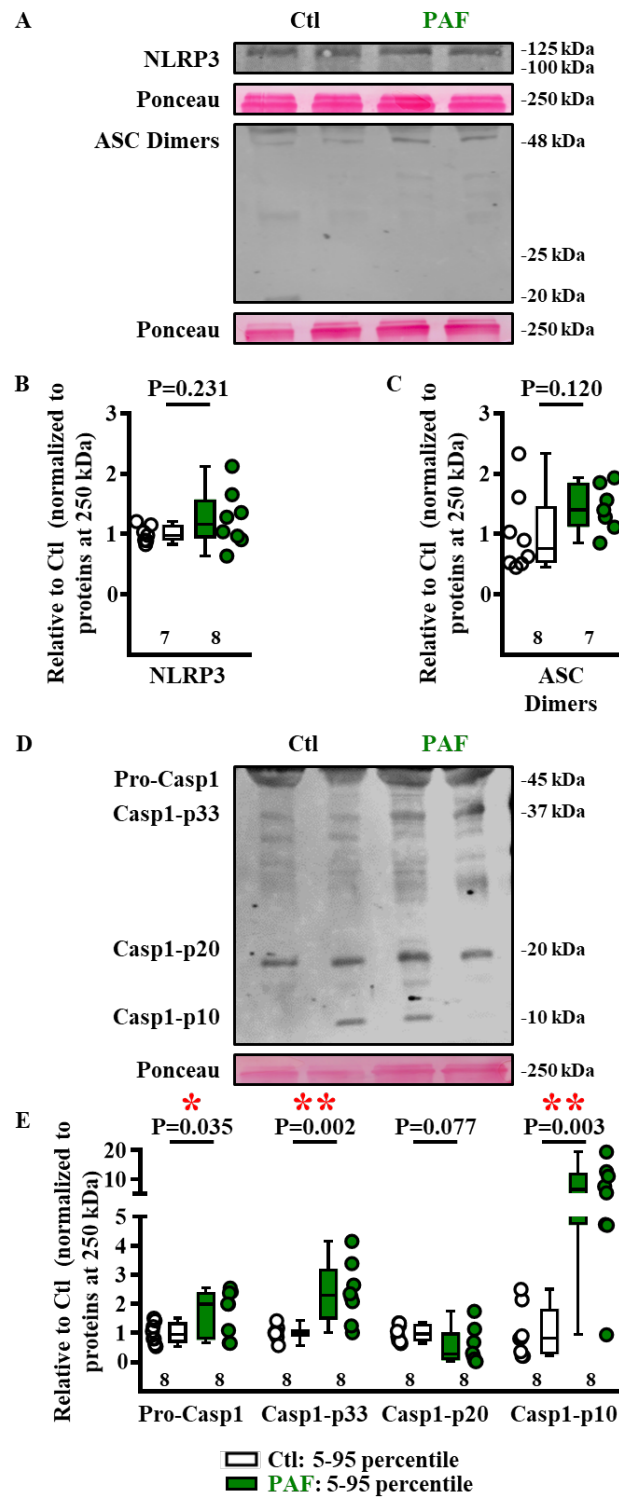 A
Ctl PAF
NLRP3
-125 kDa
-100 kDa
Ponceau -250 kDa
ASC Dimers -48 kDa
-25 kDa
-20 kDa
Ponceau -250 kDa
B
P=0.231
Relative to Ctl (normalized to
proteins at 250 kDa)
3
2
1
0
7 8
NLRP3
C
P=0.120
Relative to Ctl (normalized to
proteins at 250 kDa)
3
2
1
0
8 7
ASC
Dimers
D
Ctl PAF
Pro-Casp1 -45 kDa
Casp1-p33 -37 kDa
Casp1-p20 -20 kDa
Casp1-p10 -10 kDa
Ponceau -250 kDa
E
* ** **
P=0.035 P=0.002 P=0.077 P=0.003
Relative to Ctl (normalized to
proteins at 250 kDa)
20
10
5
4
3
2
1
0
8 8 8 8 8 8 8 8
Pro-Casp1 Casp1-p33 Casp1-p20 Casp1-p10
Ctl: 5-95 percentile
PAF: 5-95 percentile